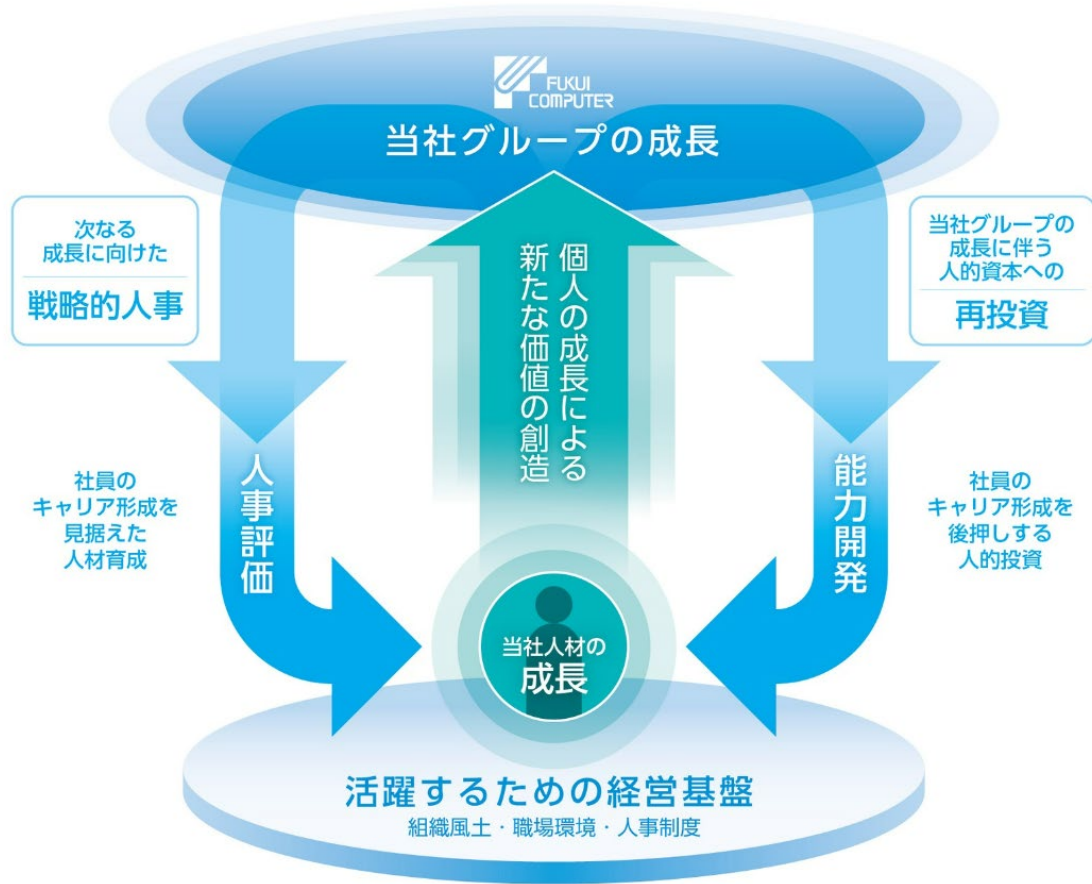 FUKUI
COMPUTER
当社グループの成長
次なる
成長に向けた
戦略的人事
当社グループの
成長に伴う
人的資本への
再投資
個人の成長による
新たな価値の創造
人事評価
能力開発
社員の
キャリア形成を
見据えた
人材育成
社員の
キャリア形成を
後押しする
人的投資
当社人材の
成長
活躍するための経営基盤
組織風土・職場環境・人事制度